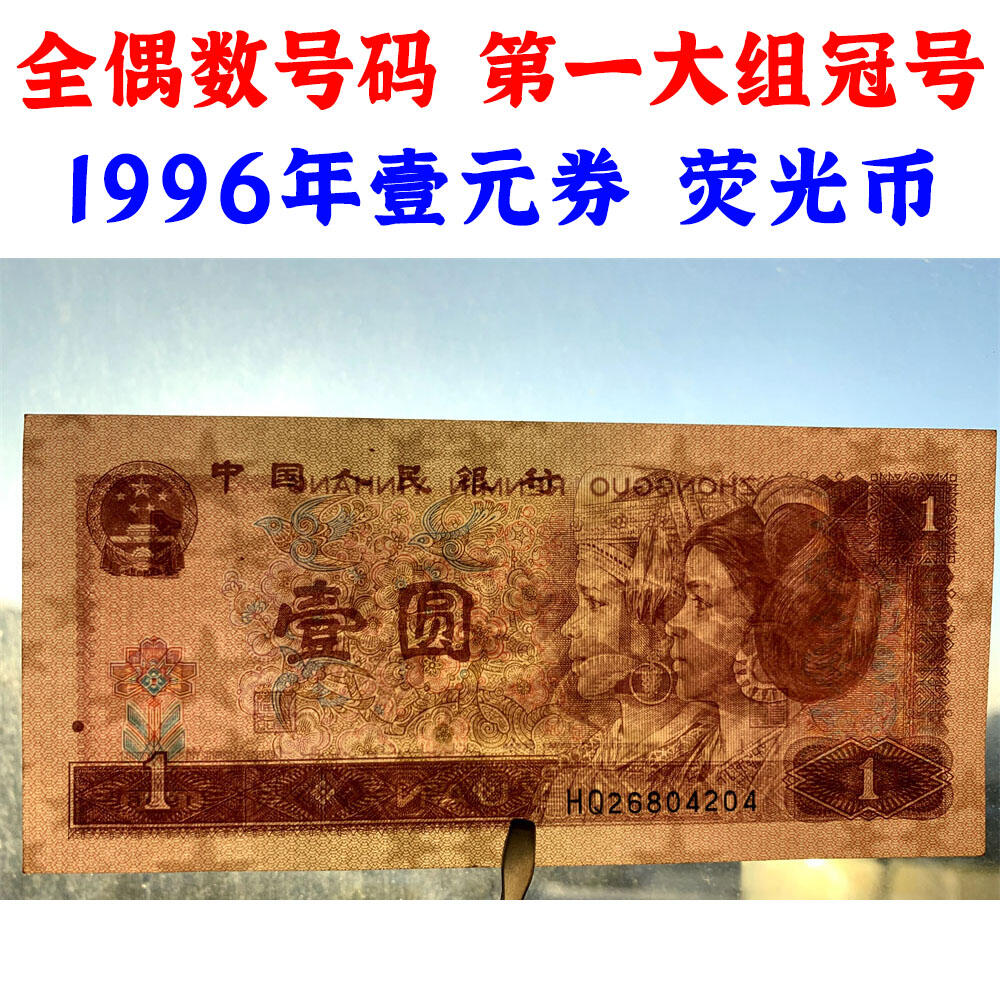 全偶数号码 第一大组冠号
1996年壹元券 荧光币
中国人民银行
1
壹圆
1
HQ26804204
1